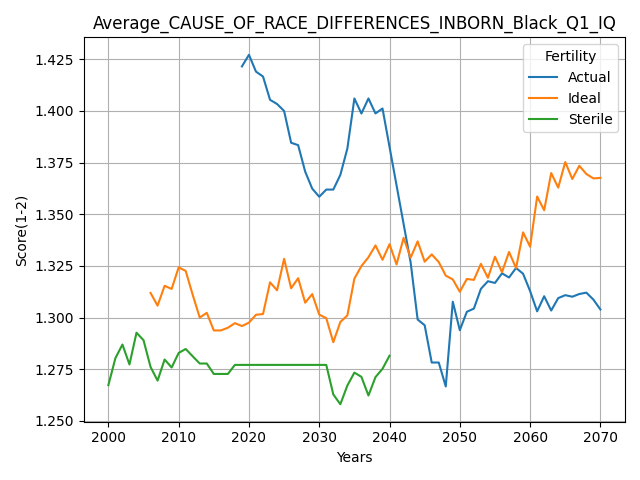 Average_CAUSE_OF_RACE_DIFFERENCES_INBORN_Black_Q1_IQ
Fertility
Actual
Ideal
Sterile
Score(1-2)
1.425
1.400
1.375
1.350
1.325
1.300
1.275
1.250
2000 2010 2020 2030 2040 2050 2060 2070
Years